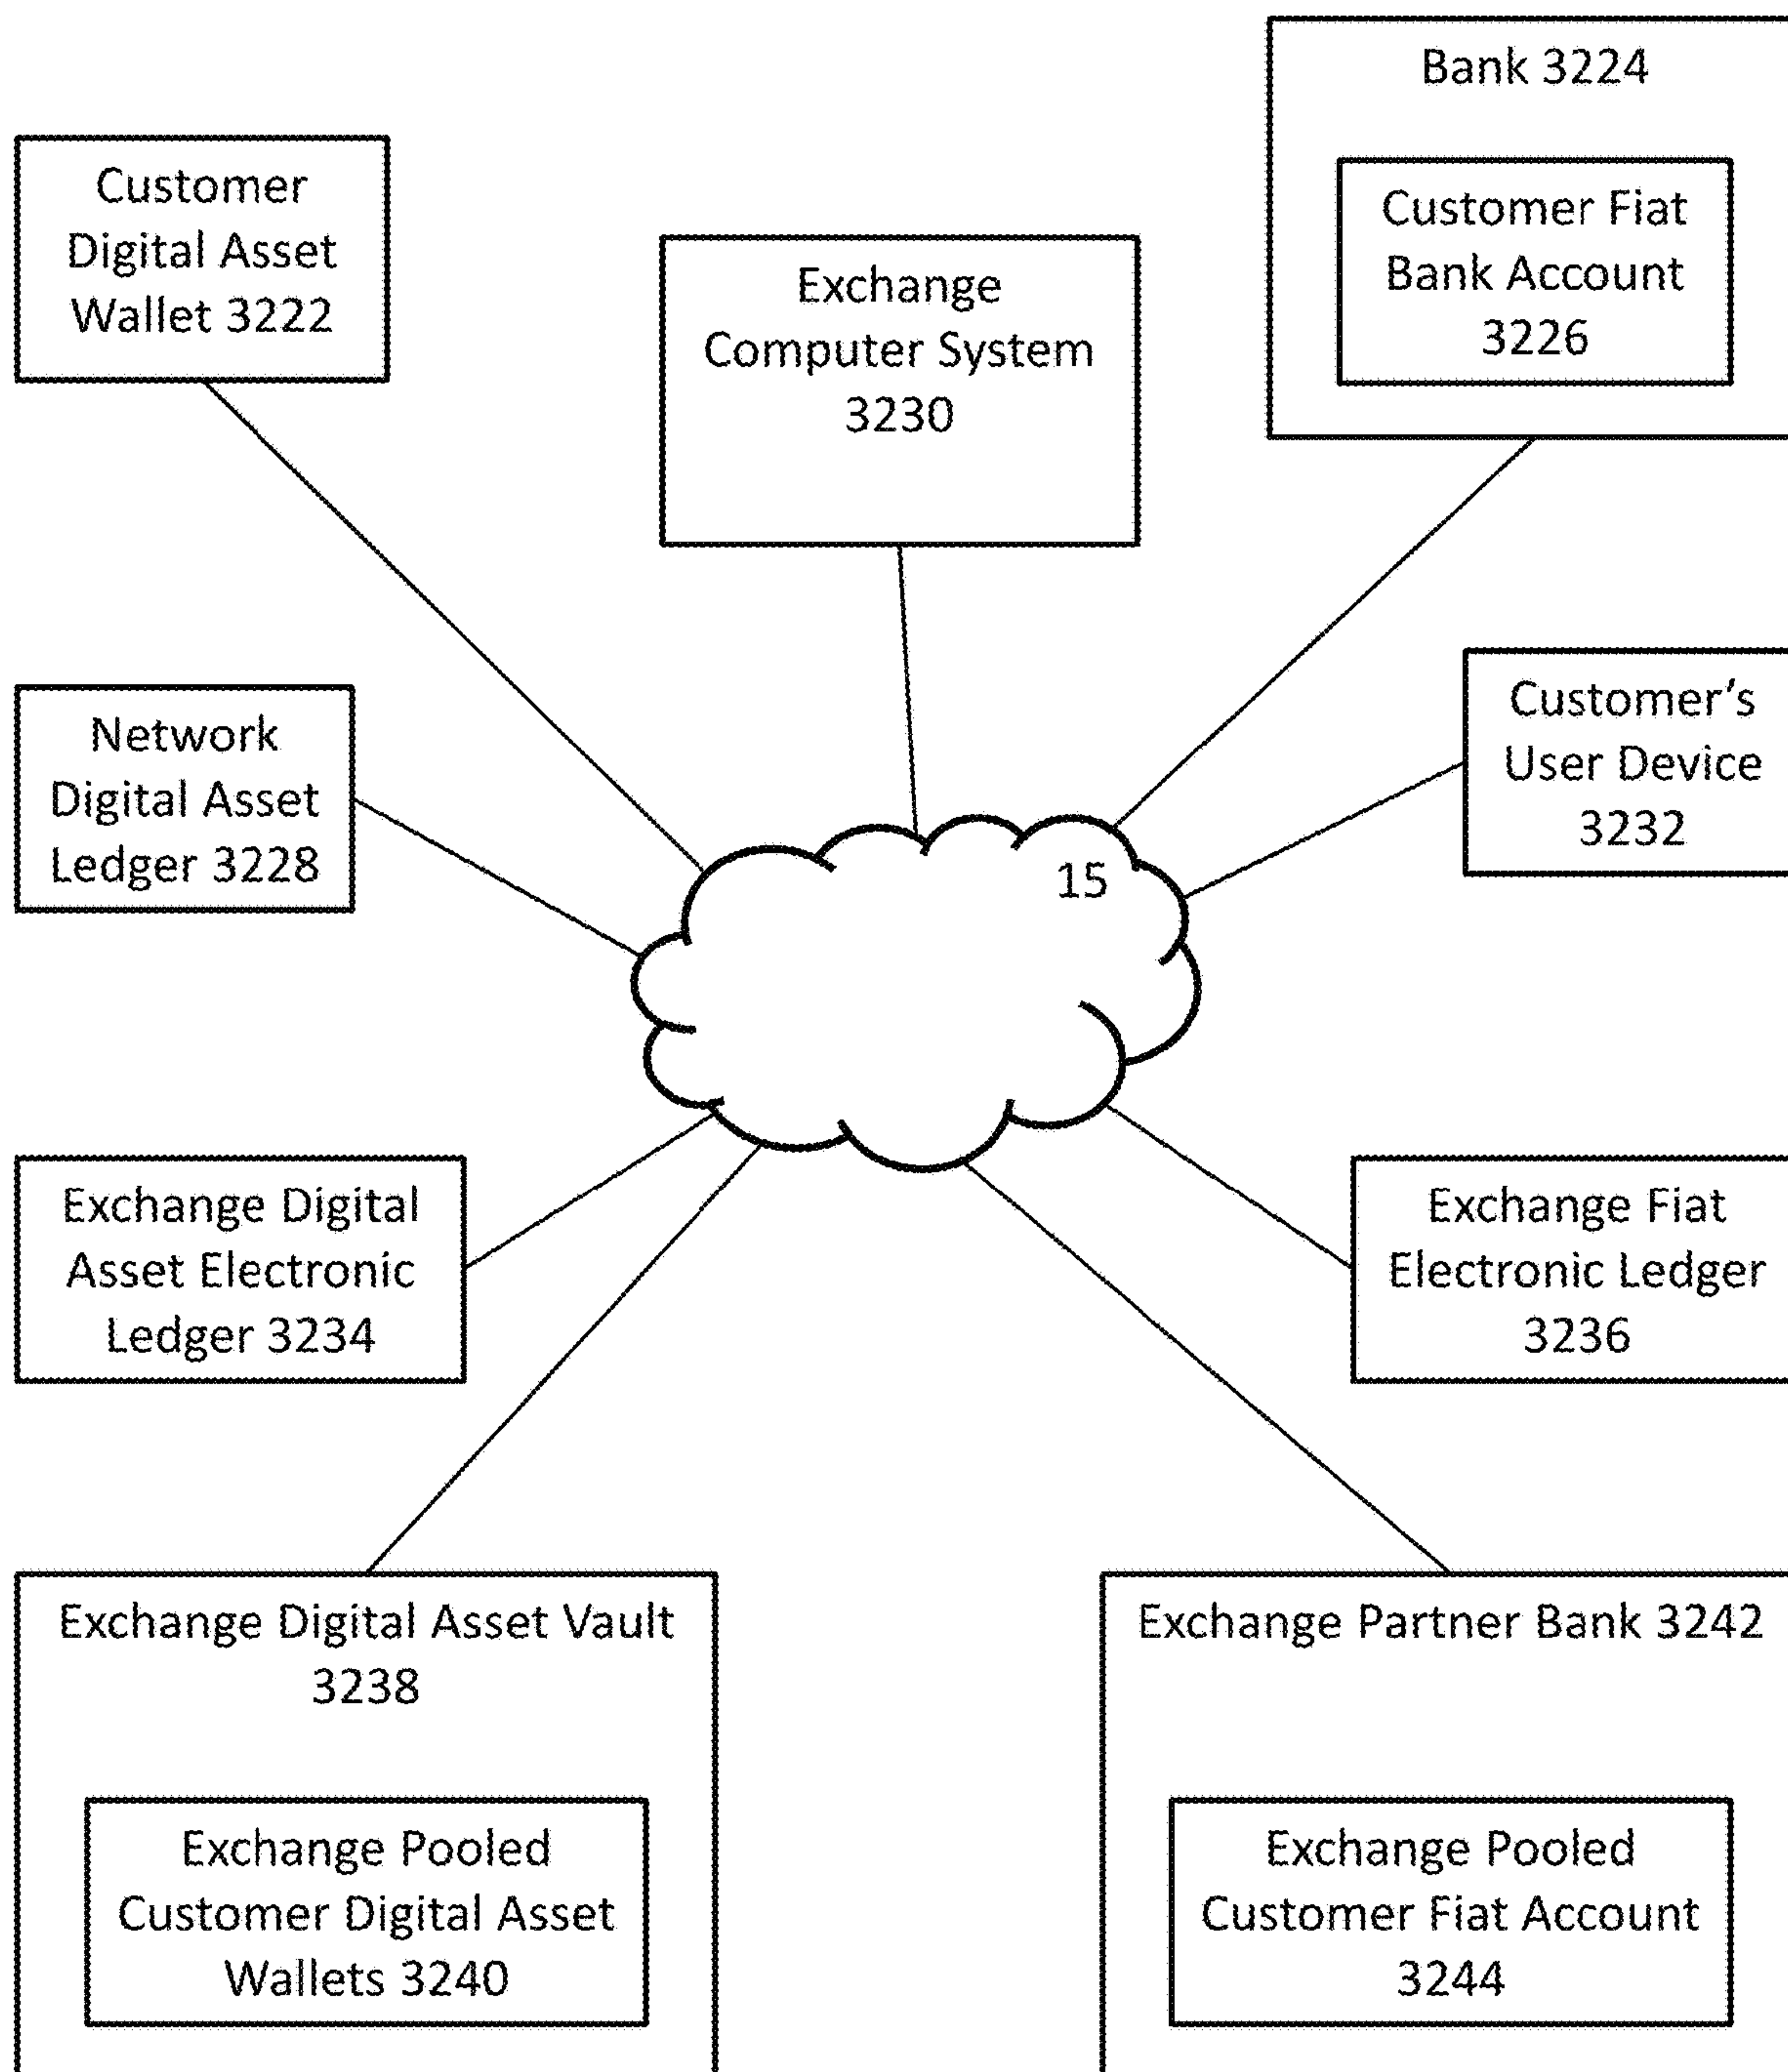 Bank 3224
Customer Fiat
Bank Account
3226
Customer
Digital Asset
Wallet 3222
Exchange
Computer System
3230
Network
Digital Asset
Ledger 3228
Customer’s
User Device
3232
15
Exchange Digital
Asset Electronic
Ledger 3234
Exchange Fiat
Electronic Ledger
3236
Exchange Digital Asset Vault
3238
Exchange Pooled
Customer Digital Asset
Wallets 3240
Exchange Partner Bank 3242
Exchange Pooled
Customer Fiat Account
3244